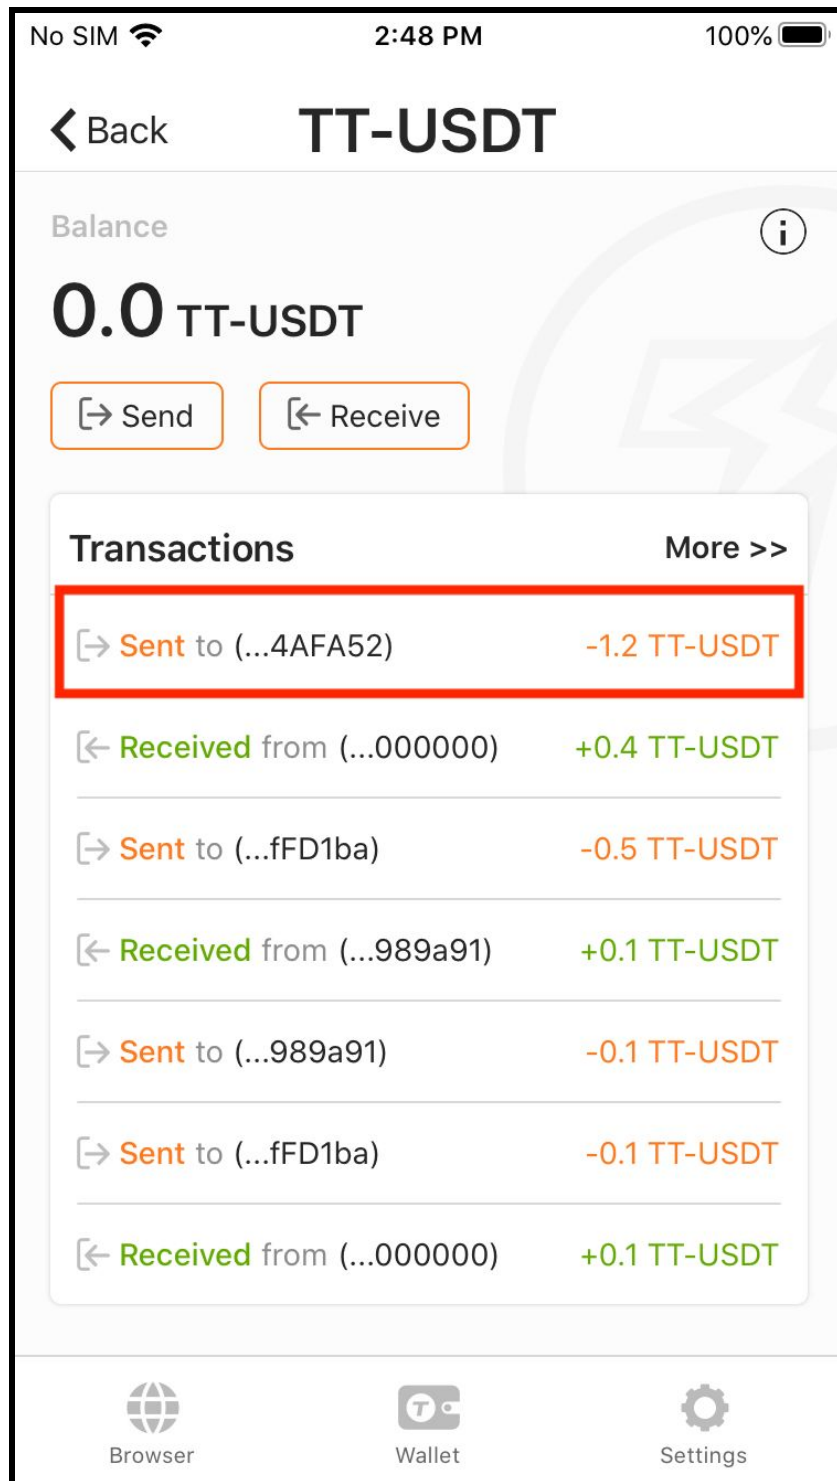 No SIM 2:48 PM 100%
Back TT-USDT
Balance
0.0 TT-USDT
Send Receive
Transactions More >>
Sent to (...4AFA52) -1.2 TT-USDT
Received from (...000000) +0.4 TT-USDT
Sent to (...fFD1ba) -0.5 TT-USDT
Received from (...989a91) +0.1 TT-USDT
Sent to (...989a91) -0.1 TT-USDT
Sent to (...fFD1ba) -0.1 TT-USDT
Received from (...000000) +0.1 TT-USDT
Browser Wallet Settings